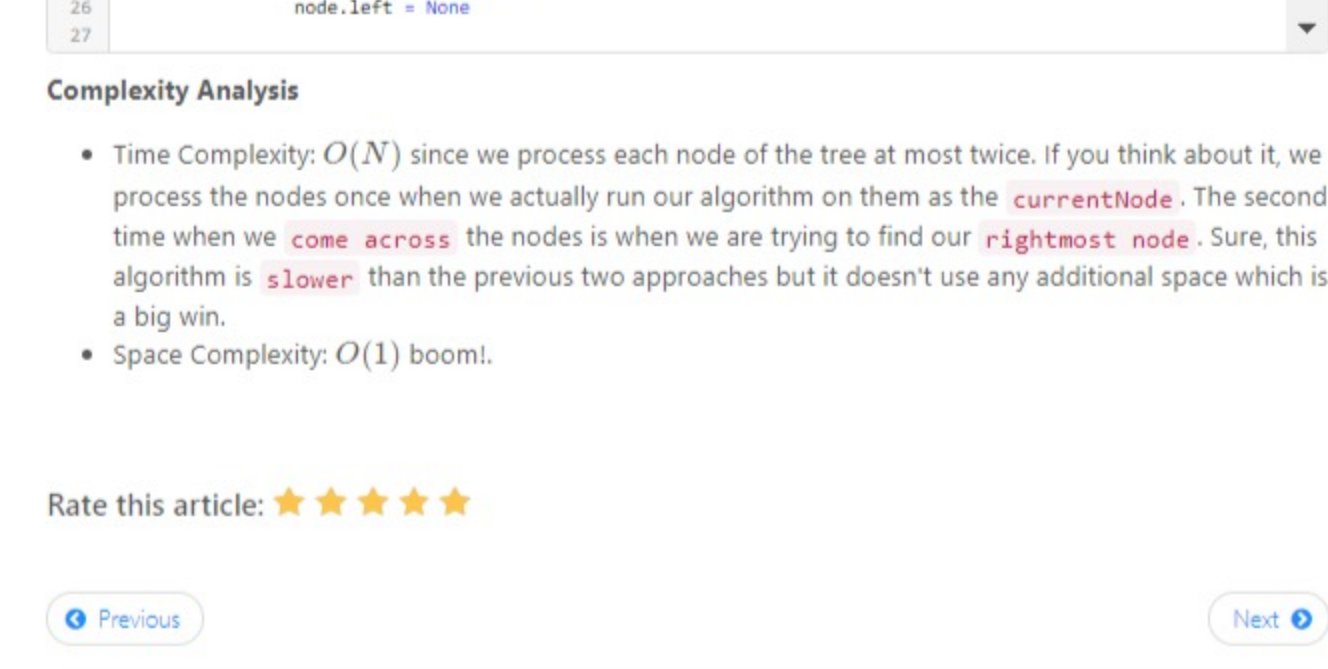 26 node.left = None
27
Complexity Analysis
• Time Complexity: O(N) since we process each node of the tree at most twice. If you think about it, we
process the nodes once when we actually run our algorithm on them as the currentNode. The second
time when we come across the nodes is when we are trying to find our rightmost node. Sure, this
algorithm is slower than the previous two approaches but it doesn't use any additional space which is
a big win.
• Space Complexity: O(1) boom!.
Rate this article:
Previous
Next